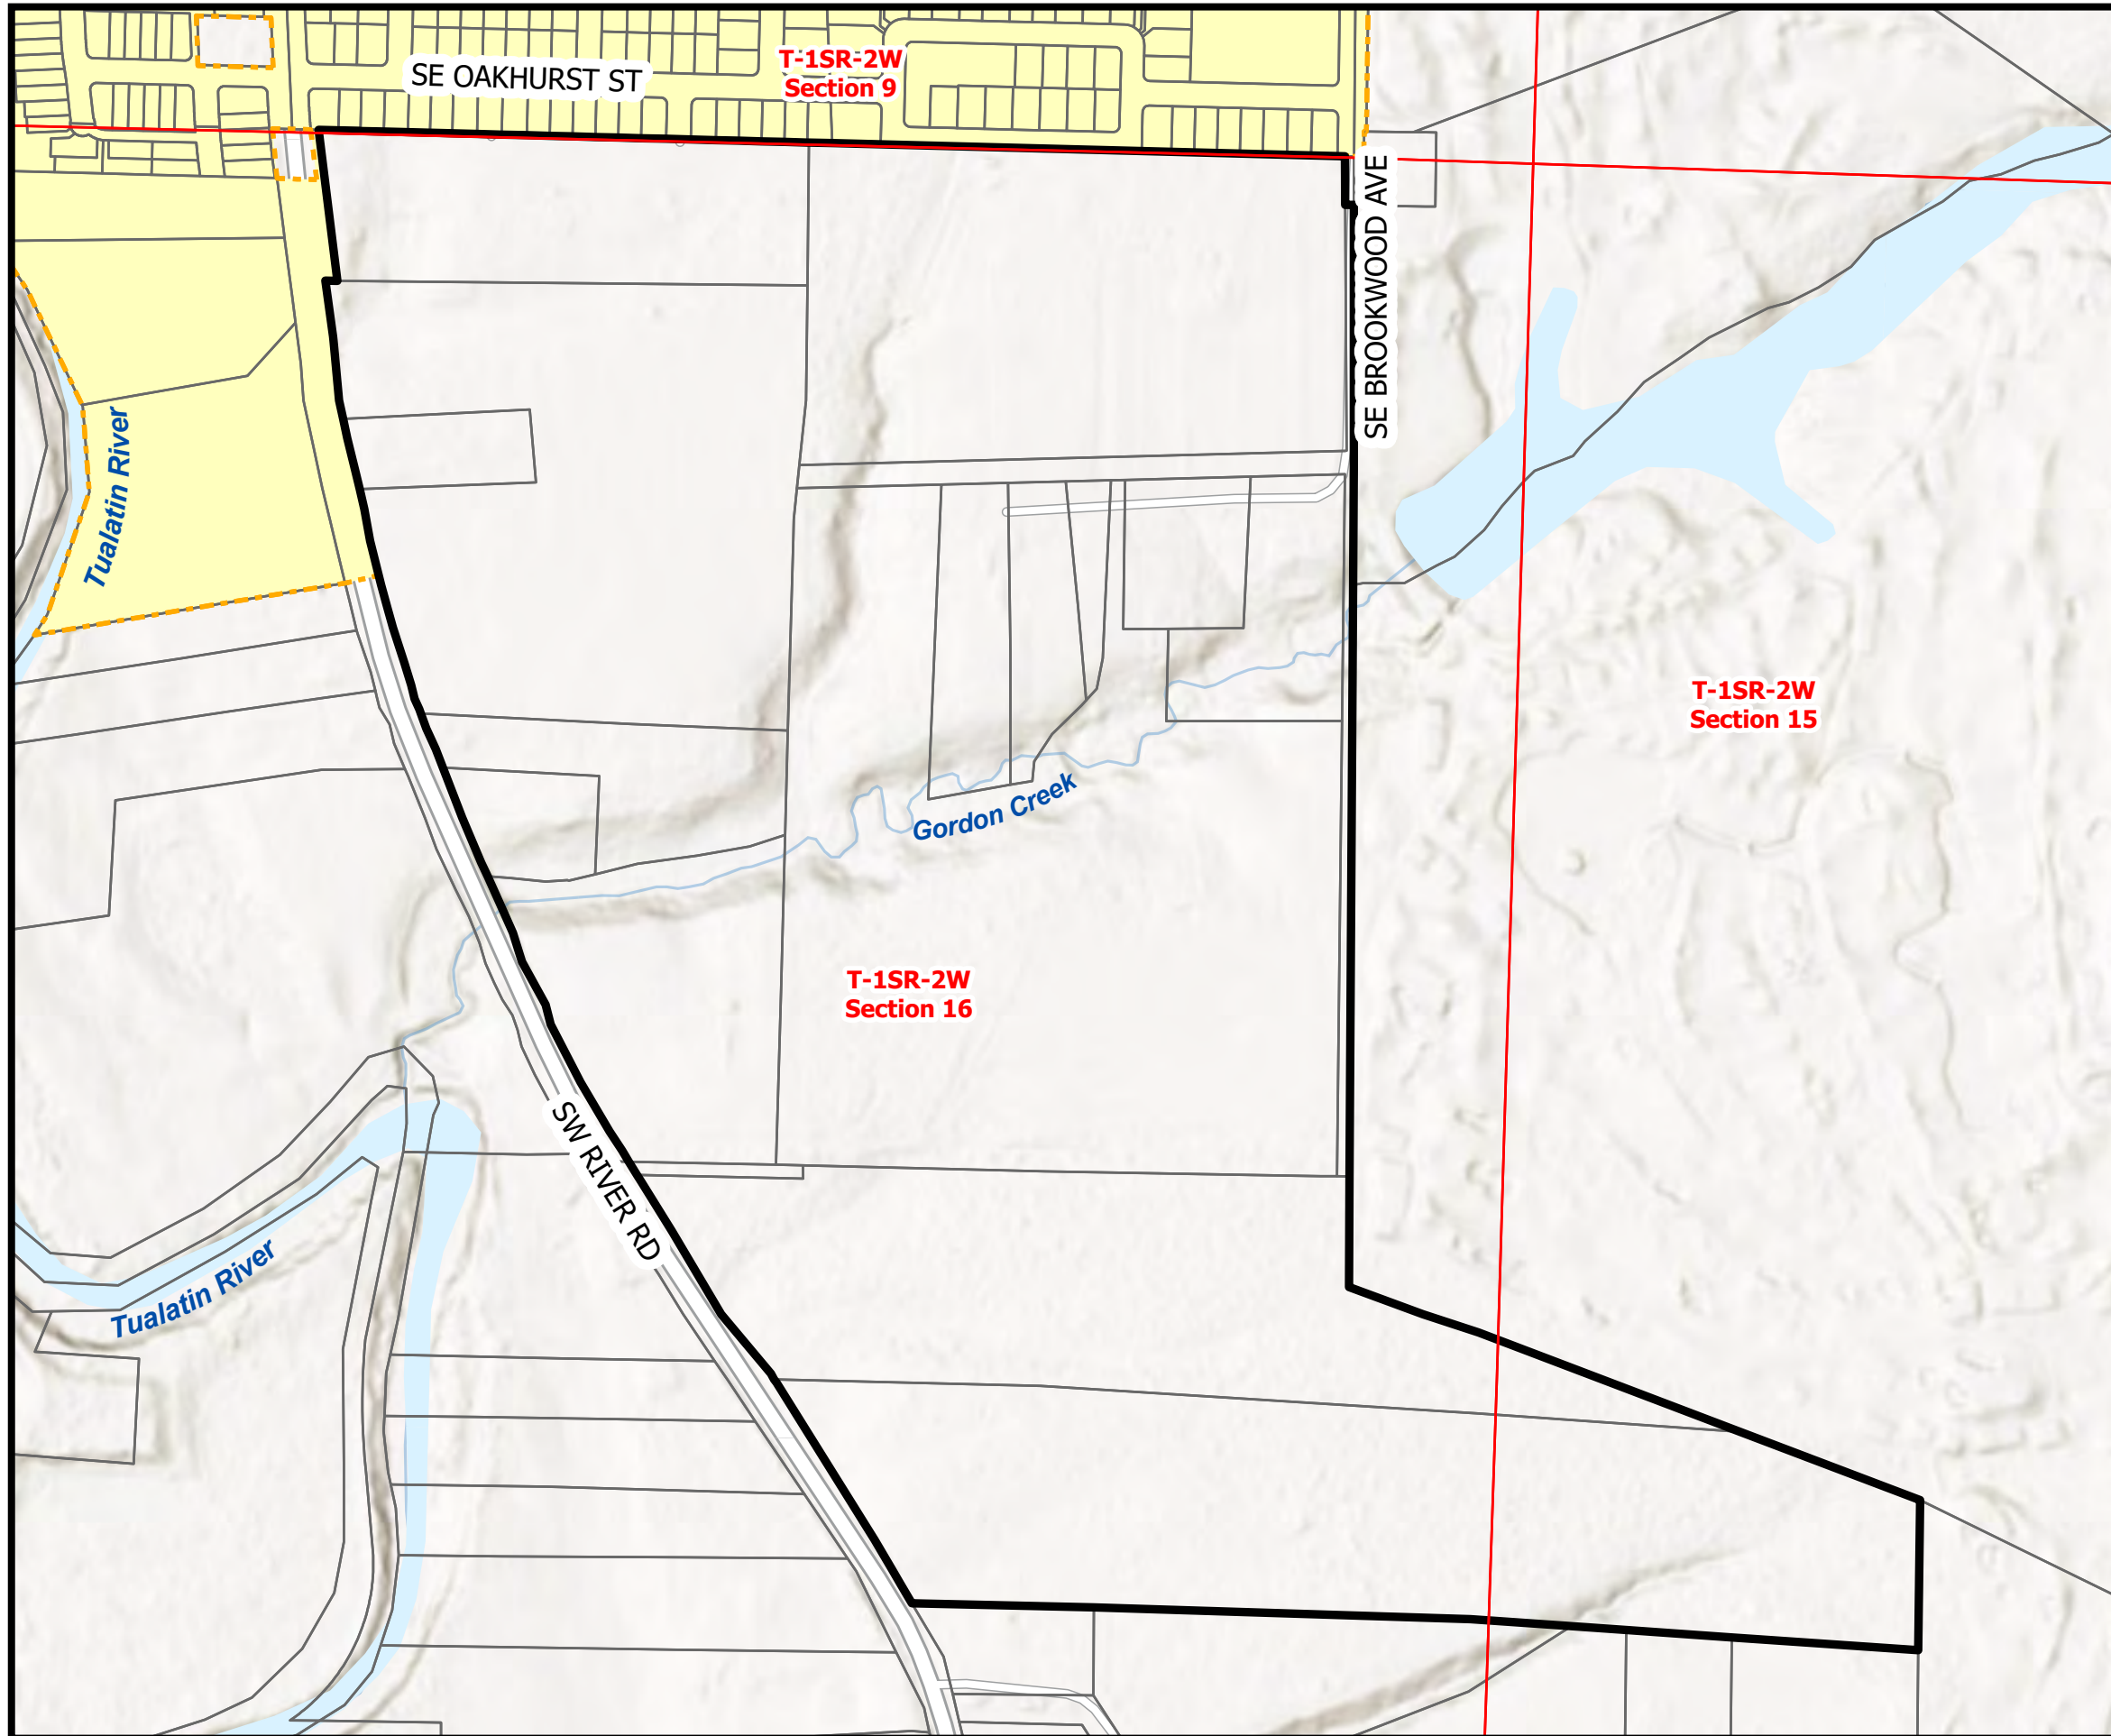 T-1SR-2W
Section 9
SE OAKHURST ST
SE BROOKWOOD AVE
Tualatin River
T-1SR-2W
Section 15
Gordon Creek
T-1SR-2W
Section 16
SW RIVER RD
Tualatin River